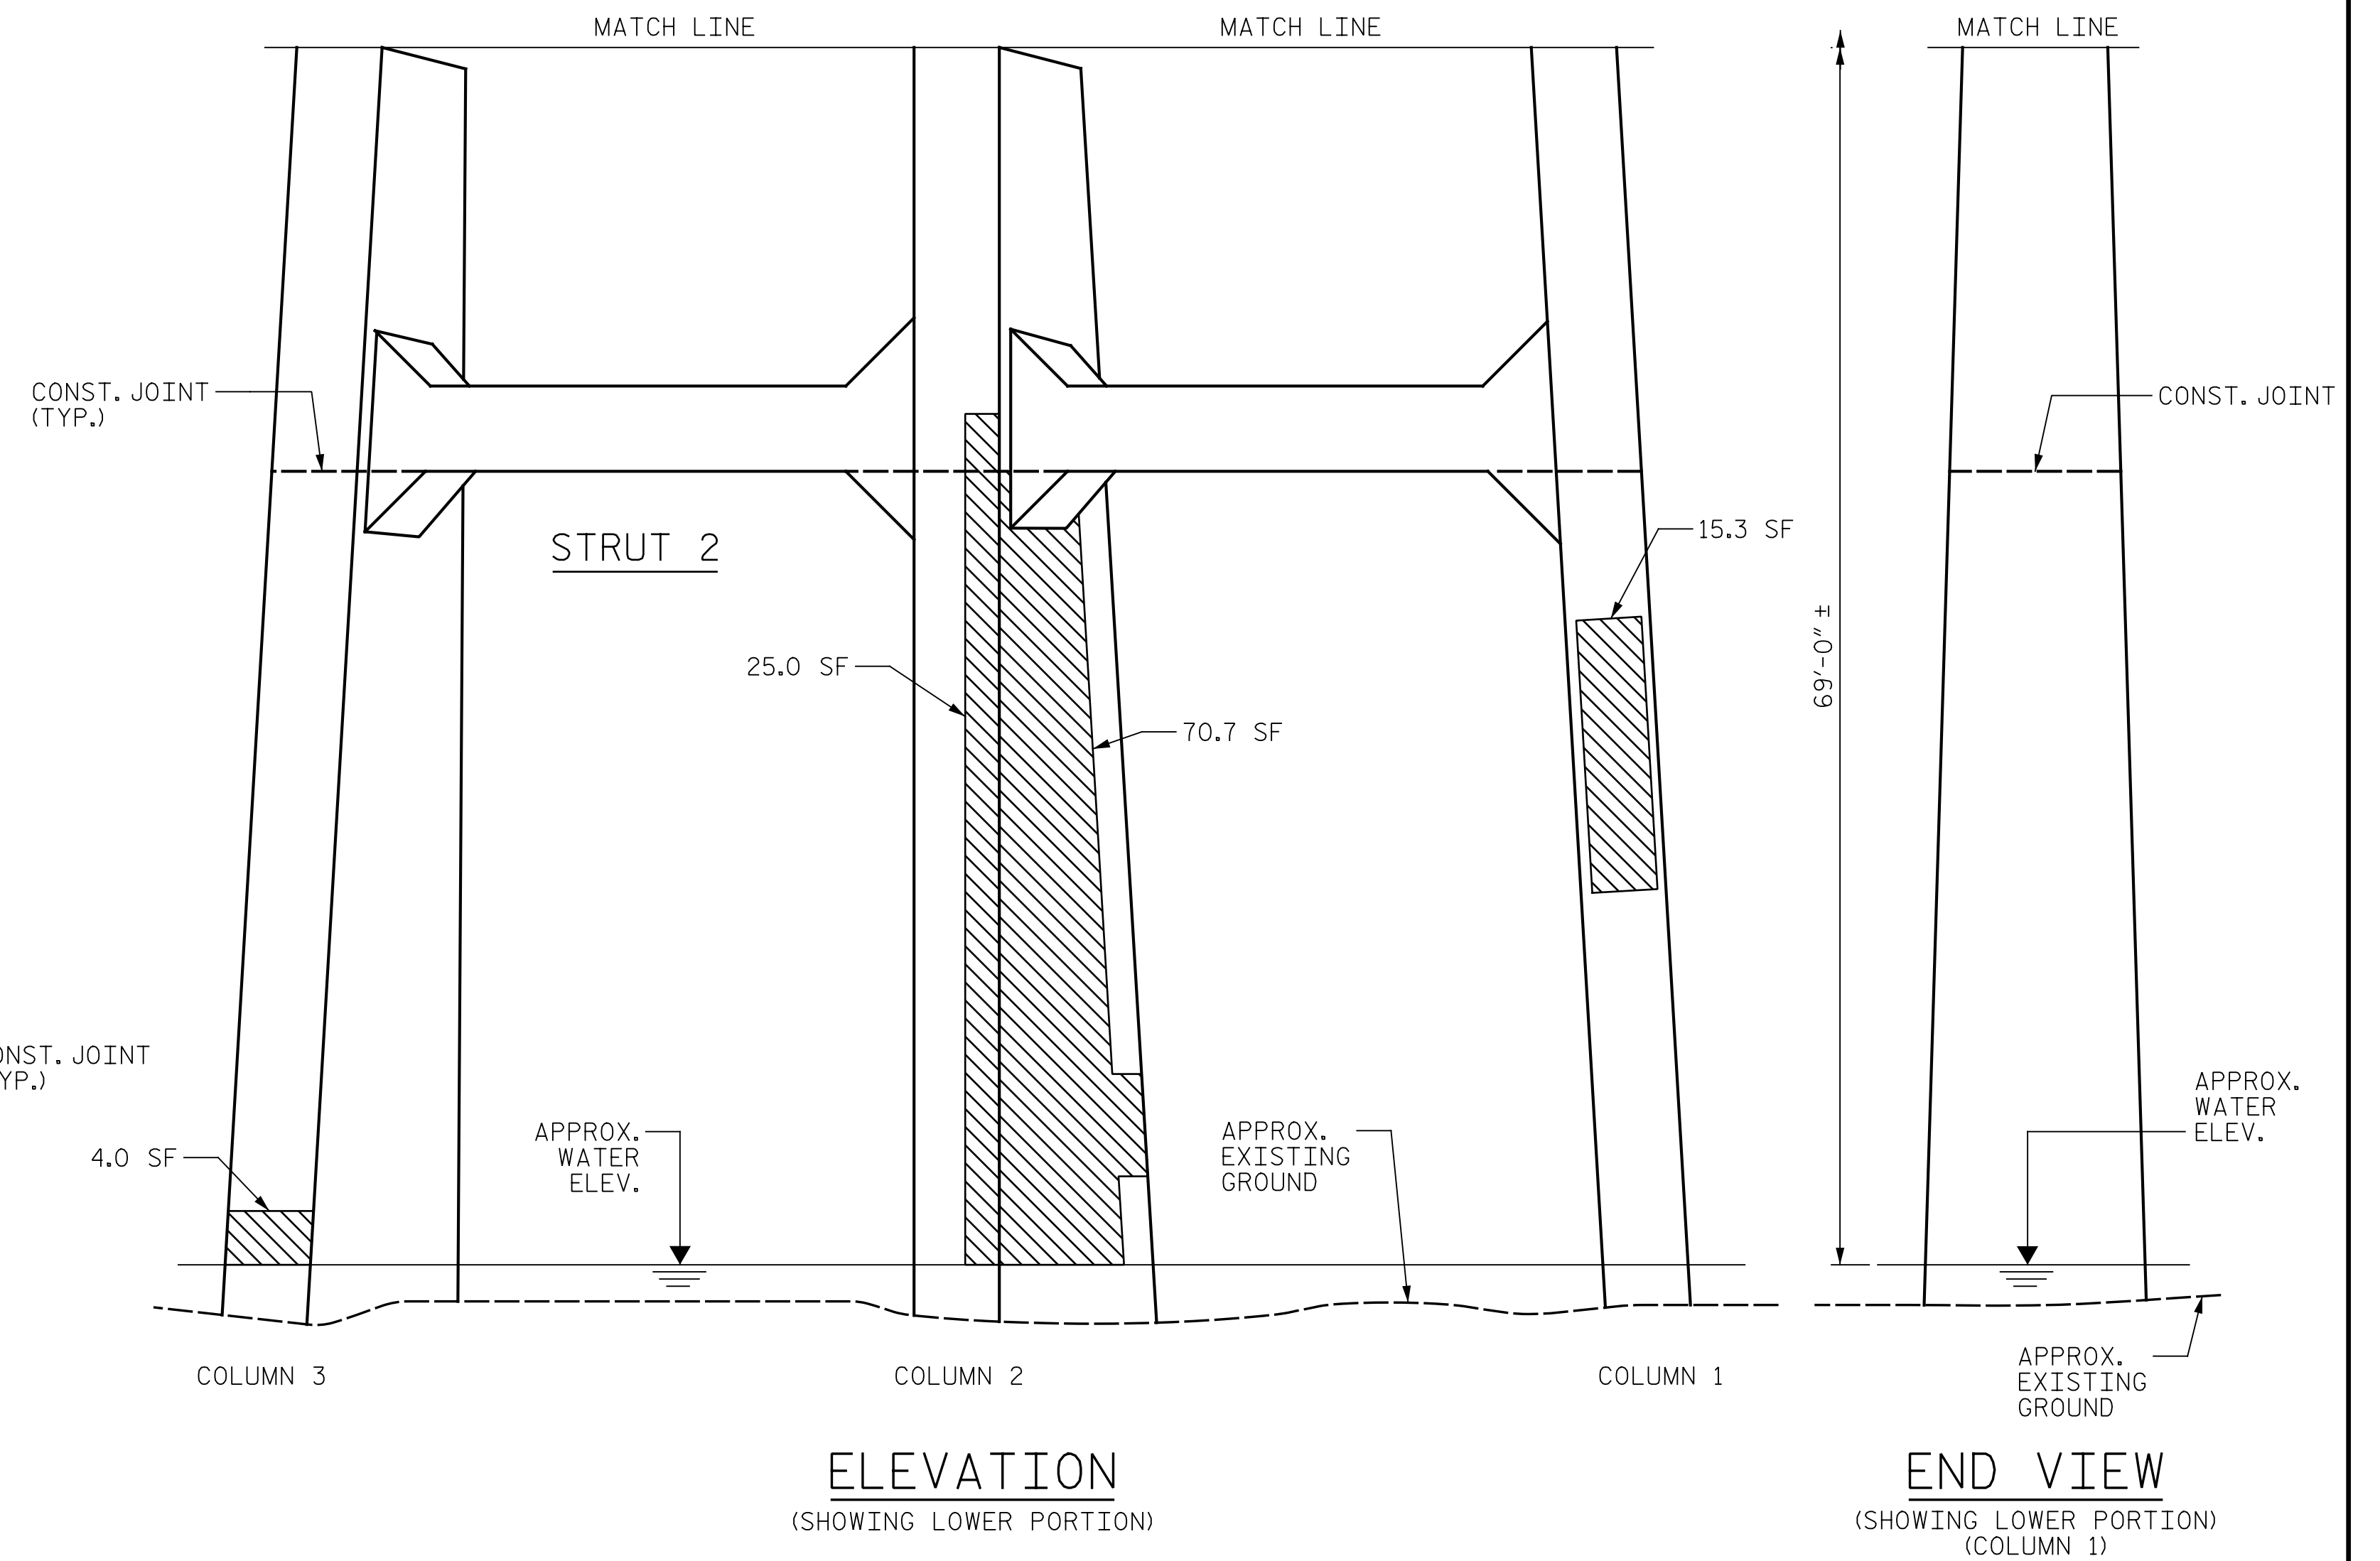 MATCH LINE
MATCH LINE
MATCH LINE
CONST. JOINT
(TYP.)
CONST. JOINT
STRUT 2
15.3 SF
69'-0" ±
25.0 SF
70.7 SF
ONST. JOINT
YP.)
4.0 SF
APPROX.
WATER
ELEV.
APPROX.
EXISTING
GROUND
APPROX.
WATER
ELEV.
COLUMN 3
COLUMN 2
COLUMN 1
APPROX.
EXISTING
GROUND
ELEVATION
(SHOWING LOWER PORTION)
END VIEW
(SHOWING LOWER PORTION)
(COLUMN 1)